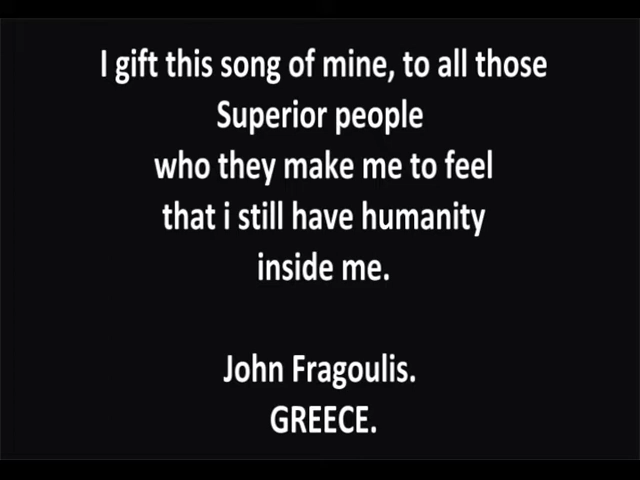 I gift this song of mine, to all those
Superior people
who they make me to feel
that i still have humanity
inside me.
John Fragoulis.
GREECE.